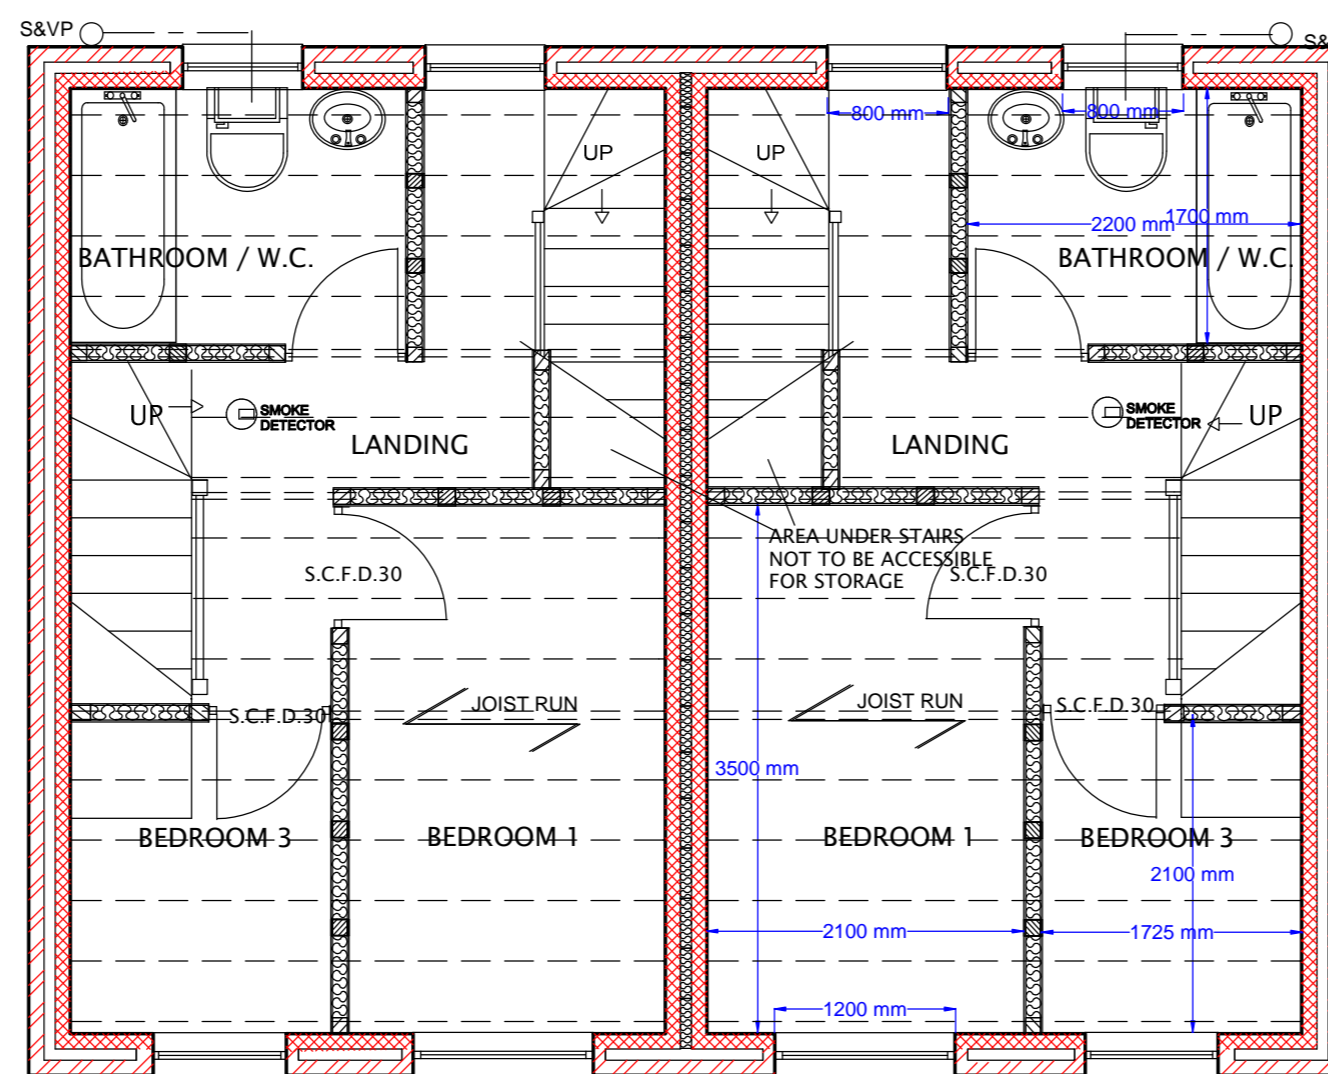 S&VP
S&
800 mm
800 mm
UP
UP
1700 mm
2200 mm
BATHROOM / W.C.
BATHROOM / W.C.
UP
SMOKE
DETECTOR
SMOKE
DETECTOR
UP
LANDING
LANDING
AREA UNDER STAIRS
NOT TO BE ACCESSIBLE
FOR STORAGE
S.C.F.D.30
S.C.F.D.30
JOIST RUN
JOIST RUN
S.C.F.D.30
S.C.F.D.30
3500 mm
BEDROOM 3
BEDROOM 1
BEDROOM 1
BEDROOM 3
2100 mm
2100 mm
1725 mm
1200 mm